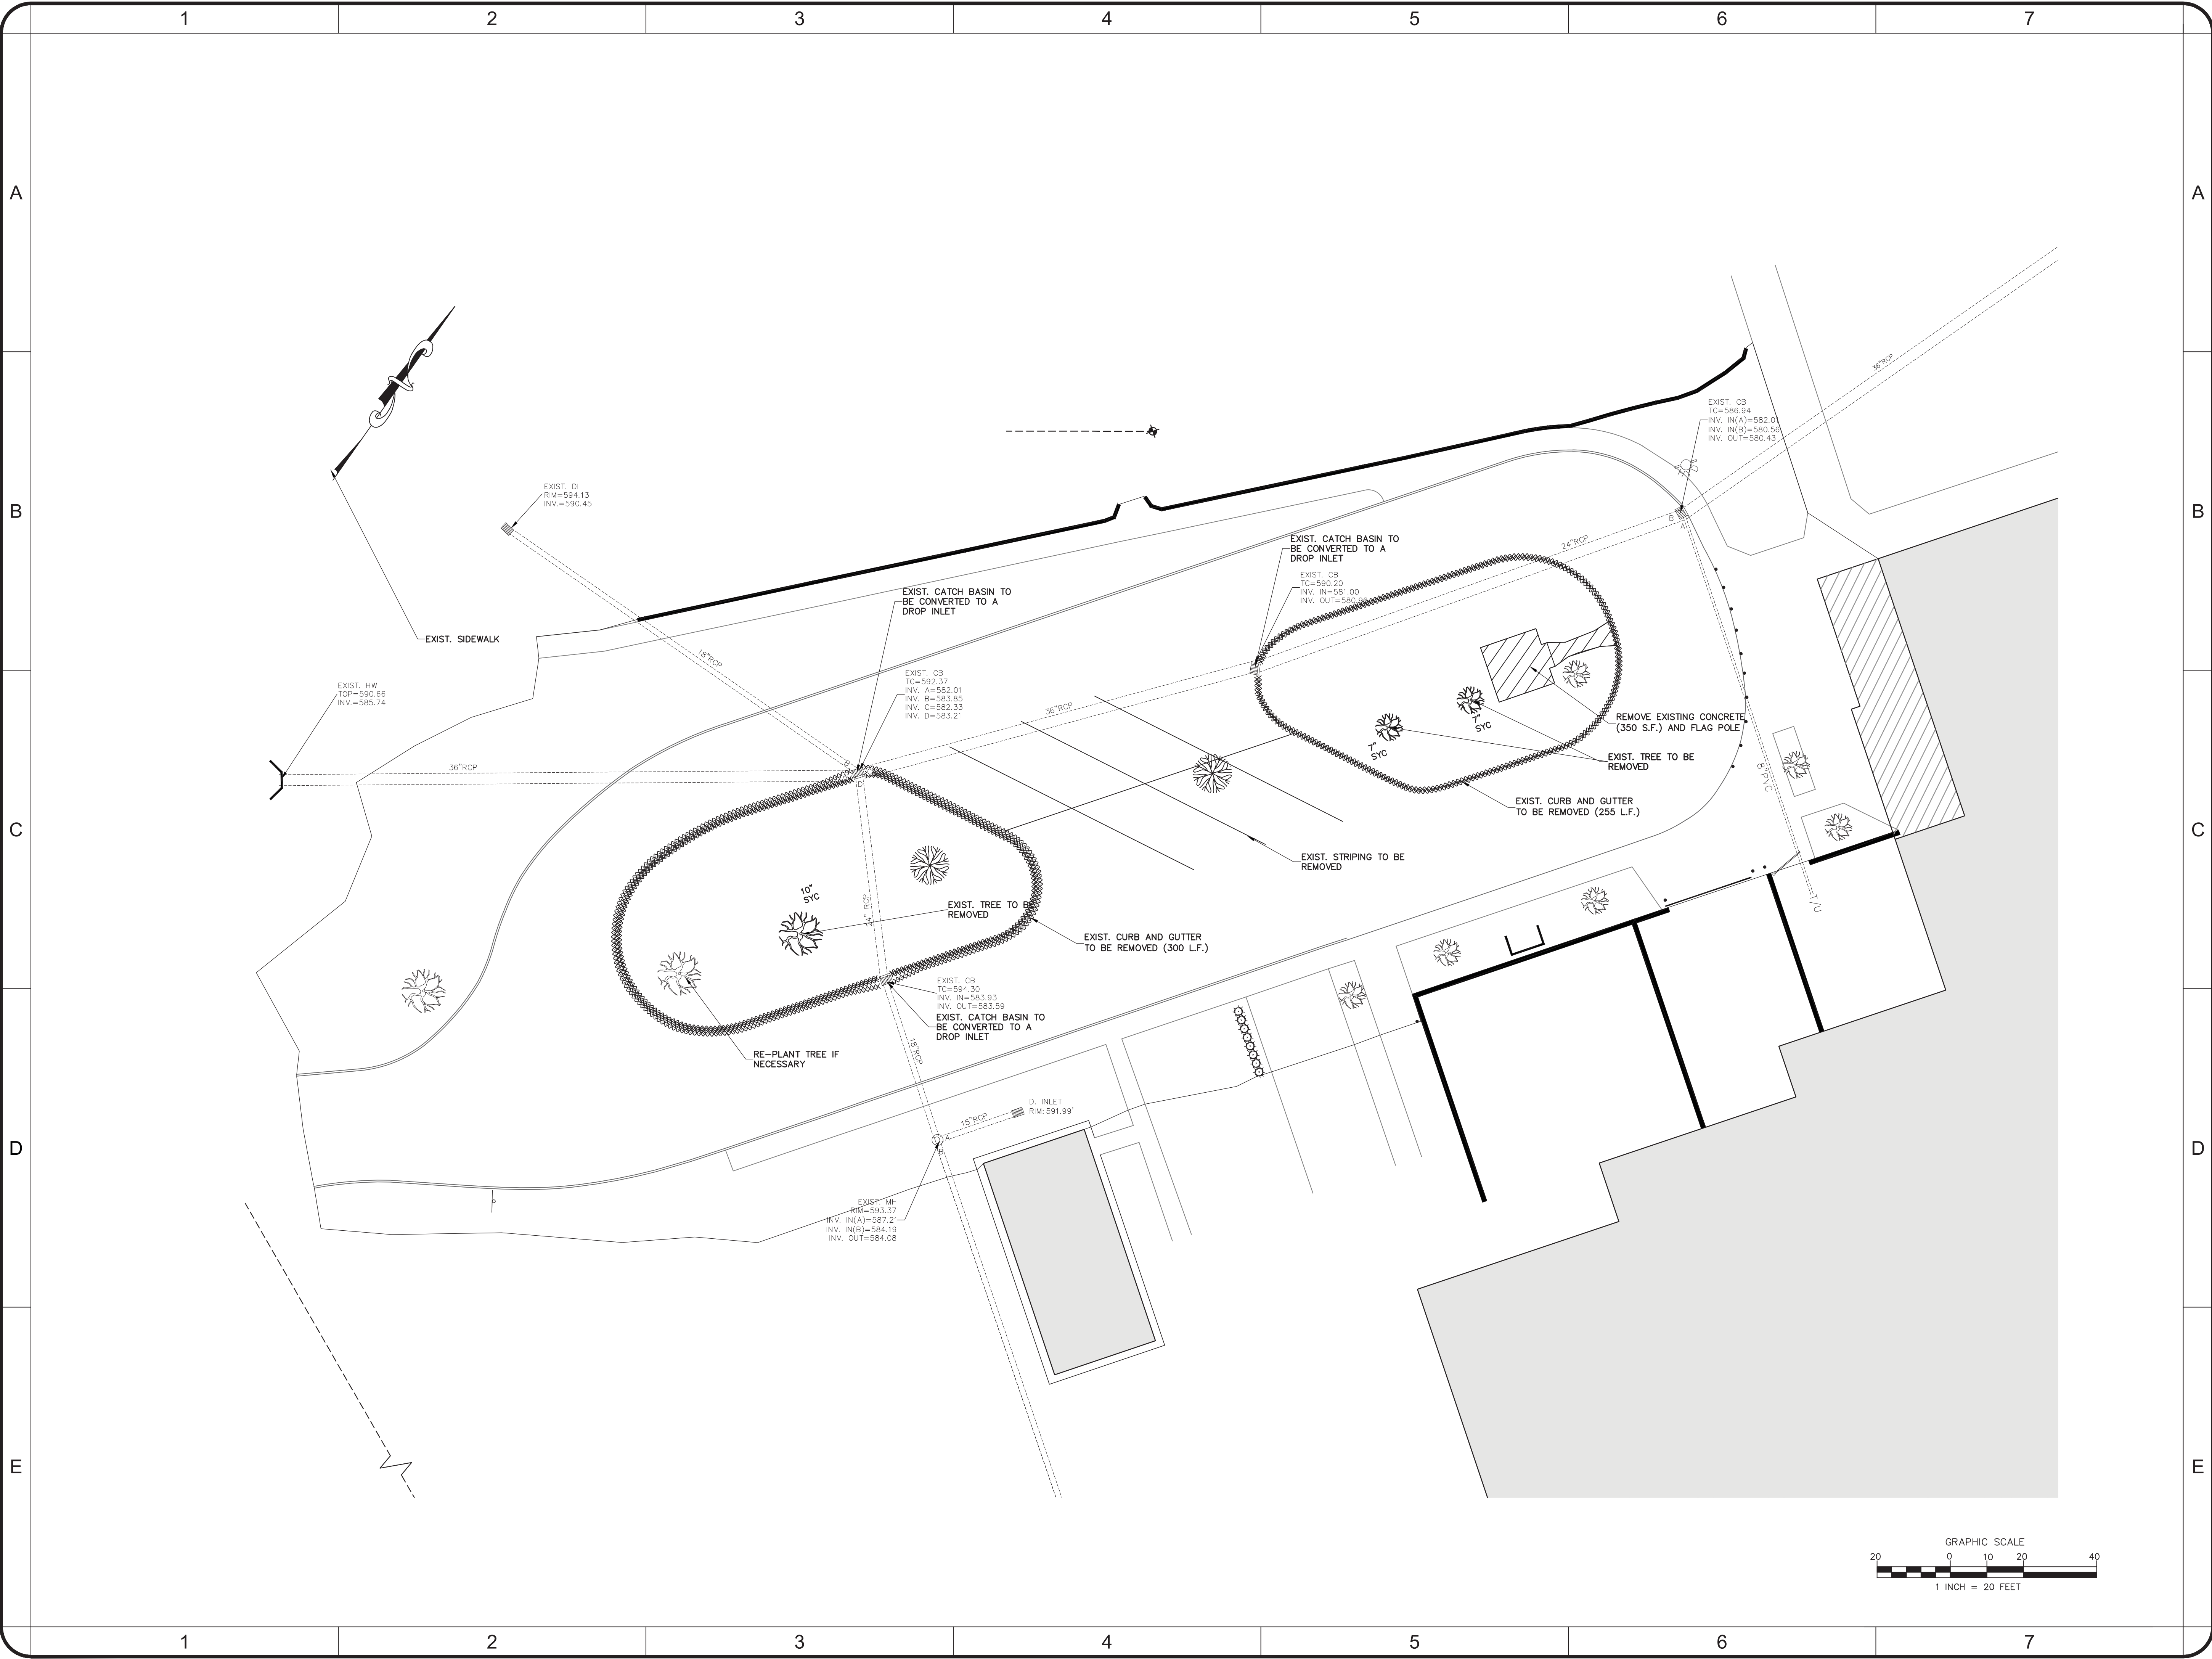 1 2 3 4 5 6 7
A A
B B
C C
D D
E E
36"RCP
EXIST. CB
TC=586.94
INV. IN(A)=582.0
INV. IN(B)=580.56
INV. OUT=580.43
B
A
EXIST. DI
RIM=594.13
INV.=590.45
EXIST. SIDEWALK
18"RCP
EXIST. CATCH BASIN TO
BE CONVERTED TO A
DROP INLET
EXIST. CATCH BASIN TO
BE CONVERTED TO A
DROP INLET
EXIST. CB
TC=590.20
INV. IN=581.00
INV. OUT=580.9
24"RCP
EXIST. HW
TOP=590.66
INV.=585.74
36"RCP
EXIST. CB
TC=592.37
INV. A=582.01
INV. B=583.85
INV. C=582.33
INV. D=583.21
36"RCP
B
D
7"
SYC
7"
SYC
REMOVE EXISTING CONCRETE
(350 S.F.) AND FLAG POLE
EXIST. TREE TO BE
REMOVED
EXIST. CURB AND GUTTER
TO BE REMOVED (255 L.F.)
8"PVC
T/U
EXIST. STRIPING TO BE
REMOVED
10"
SYC
24" RCP
EXIST. TREE TO BE
REMOVED
EXIST. CURB AND GUTTER
TO BE REMOVED (300 L.F.)
EXIST. CB
TC=594.30
INV. IN=583.93
INV. OUT=583.59
EXIST. CATCH BASIN TO
BE CONVERTED TO A
DROP INLET
RE-PLANT TREE IF
NECESSARY
18"RCP
15"RCP
D. INLET
RIM: 591.99'
A
B
EXIST. MH
RIM=593.37
INV. IN(A)=587.21
INV. IN(B)=584.19
INV. OUT=584.08
GRAPHIC SCALE
20 0 10 20 40
1 INCH = 20 FEET
1 2 3 4 5 6 7